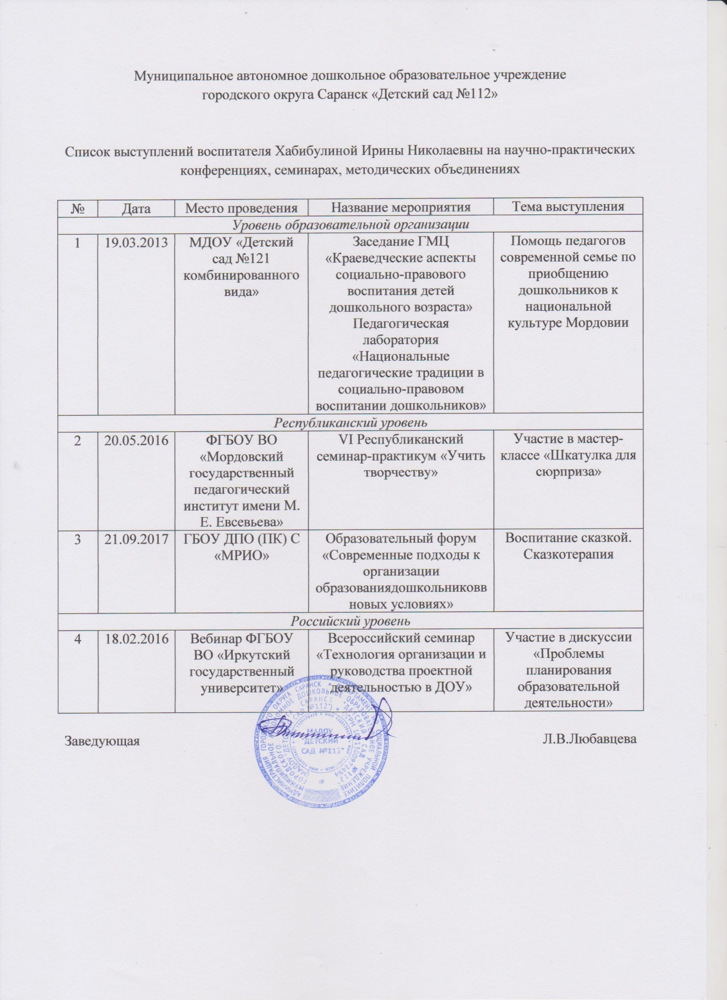 Муниципальное автономное дошкольное образовательное учреждение
городского округа Саранск «Детский сад №112»
Список выступлений воспитателя Хабибулиной Ирины Николаевны на научно-практических
конференциях, семинарах, методических объединениях
№ Дата Место проведения Название мероприятия Тема выступления
Уровень образовательной организации
1
19.03.2013
МДОУ «Детский
сад №121
комбинированного
вида»
Заседание ГМЦ
«Краеведческие аспекты
социально-правового
воспитания детей
дошкольного возраста»
Педагогическая
лаборатория
«Национальные
педагогические традиции в
социально-правовом
воспитании дошкольников»
Помощь педагогов
современной семье по
приобщению
дошкольников к
национальной
культуре Мордовии
Республиканский уровень
2
20.05.2016
ФГБОУ ВО
«Мордовский
государственный
педагогический
институт имени М.
Е. Евсевьева»
VI Республиканский
семинар-практикум «Учить
творчеству»
Участие в мастер-
классе «Шкатулка для
сюрприза»
3
21.09.2017
ГБОУ ДПО (ПК) С
«МРИО»
Образовательный форум
«Современные подходы к
организации
образованиядошкольниковв
новых условиях»
Воспитание сказкой.
Сказкотерапия
Российский уровень
4
18.02.2016
Вебинар ФГБОУ
ВО «Иркутский
государственный
университет»
Всероссийский семинар
«Технология организации и
руководства проектной
деятельностью в ДОУ»
Участие в дискуссии
«Проблемы
планирования
образовательной
деятельности»
Заведующая Л.В.Любавцева
МАДОУ
"ДЕТСКИЙ
САД №112"